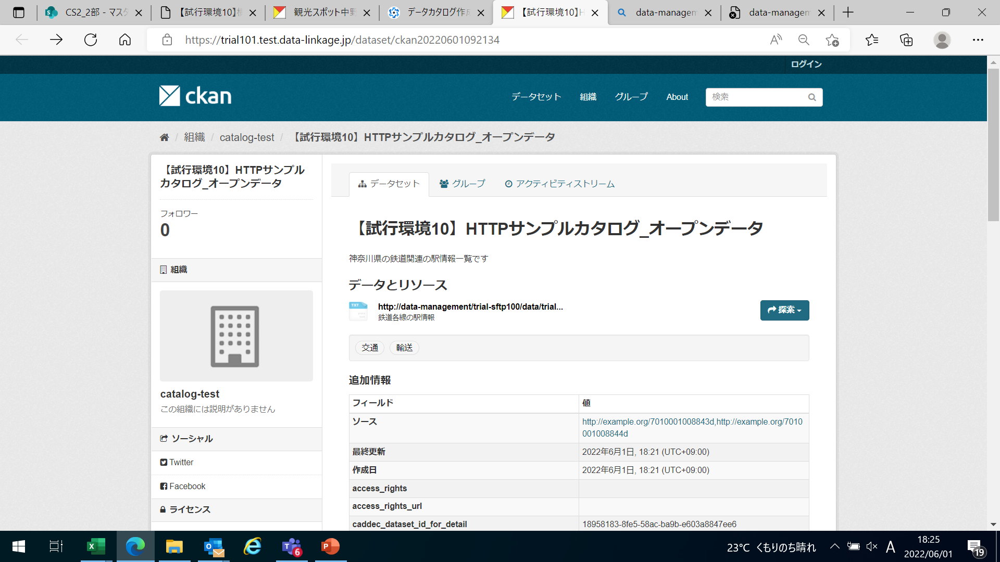 CS2_2部 - マスタ
【試行環境10】横
観光スポット中野
データカタログ作成
【試行環境10】H
data-managem
data-managem
https://trial101.test.data-linkage.jp/dataset/ckan20220601092134
ログイン
ckan
データセット 組織 グループ About 検索
/ 組織 / catalog-test / 【試行環境10】HTTPサンプルカタログ_オープンデータ
【試行環境10】HTTPサンプル
カタログ_オープンデータ
フォロワー
0
組織
catalog-test
この組織には説明がありません
ソーシャル
Twitter
Facebook
ライセンス
データセット グループ アクティビティストリーム
【試行環境10】HTTPサンプルカタログ_オープンデータ
神奈川県の鉄道関連の駅情報一覧です
データとリソース
TXT
http://data-management/trial-sftp100/data/trial...
鉄道各線の駅情報
探索
交通 輸送
追加情報
フィールド 値
ソース http://example.org/7010001008843d,http://example.org/7010
001008844d
最終更新 2022年6月1日, 18:21 (UTC+09:00)
作成日 2022年6月1日, 18:21 (UTC+09:00)
access_rights
access_rights_url
caddec_dataset_id_for_detail 18958183-8fe5-58ac-ba9b-e603a8847ee6
6
23°C くもりのち晴れ
A
18:25
2022/06/01
19